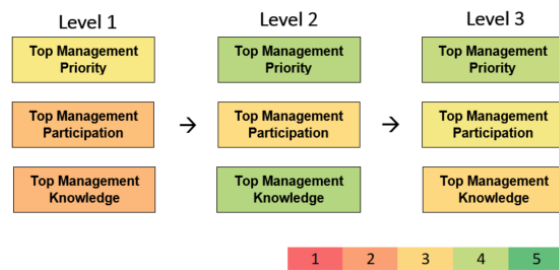 Level 1
Level 2
Level 3
Top Management
Priority
Top Management
Priority
Top Management
Priority
Top Management
Participation
→
Top Management
Participation
→
Top Management
Participation
Top Management
Knowledge
Top Management
Knowledge
Top Management
Knowledge
1 2 3 4 5